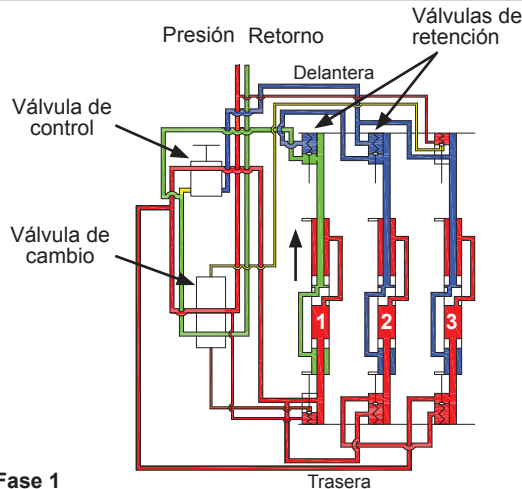 Válvulas de
retención
Presión Retorno
Delantera
Válvula de
control
Válvula de
cambio
1 2 3
Fase 1
Trasera